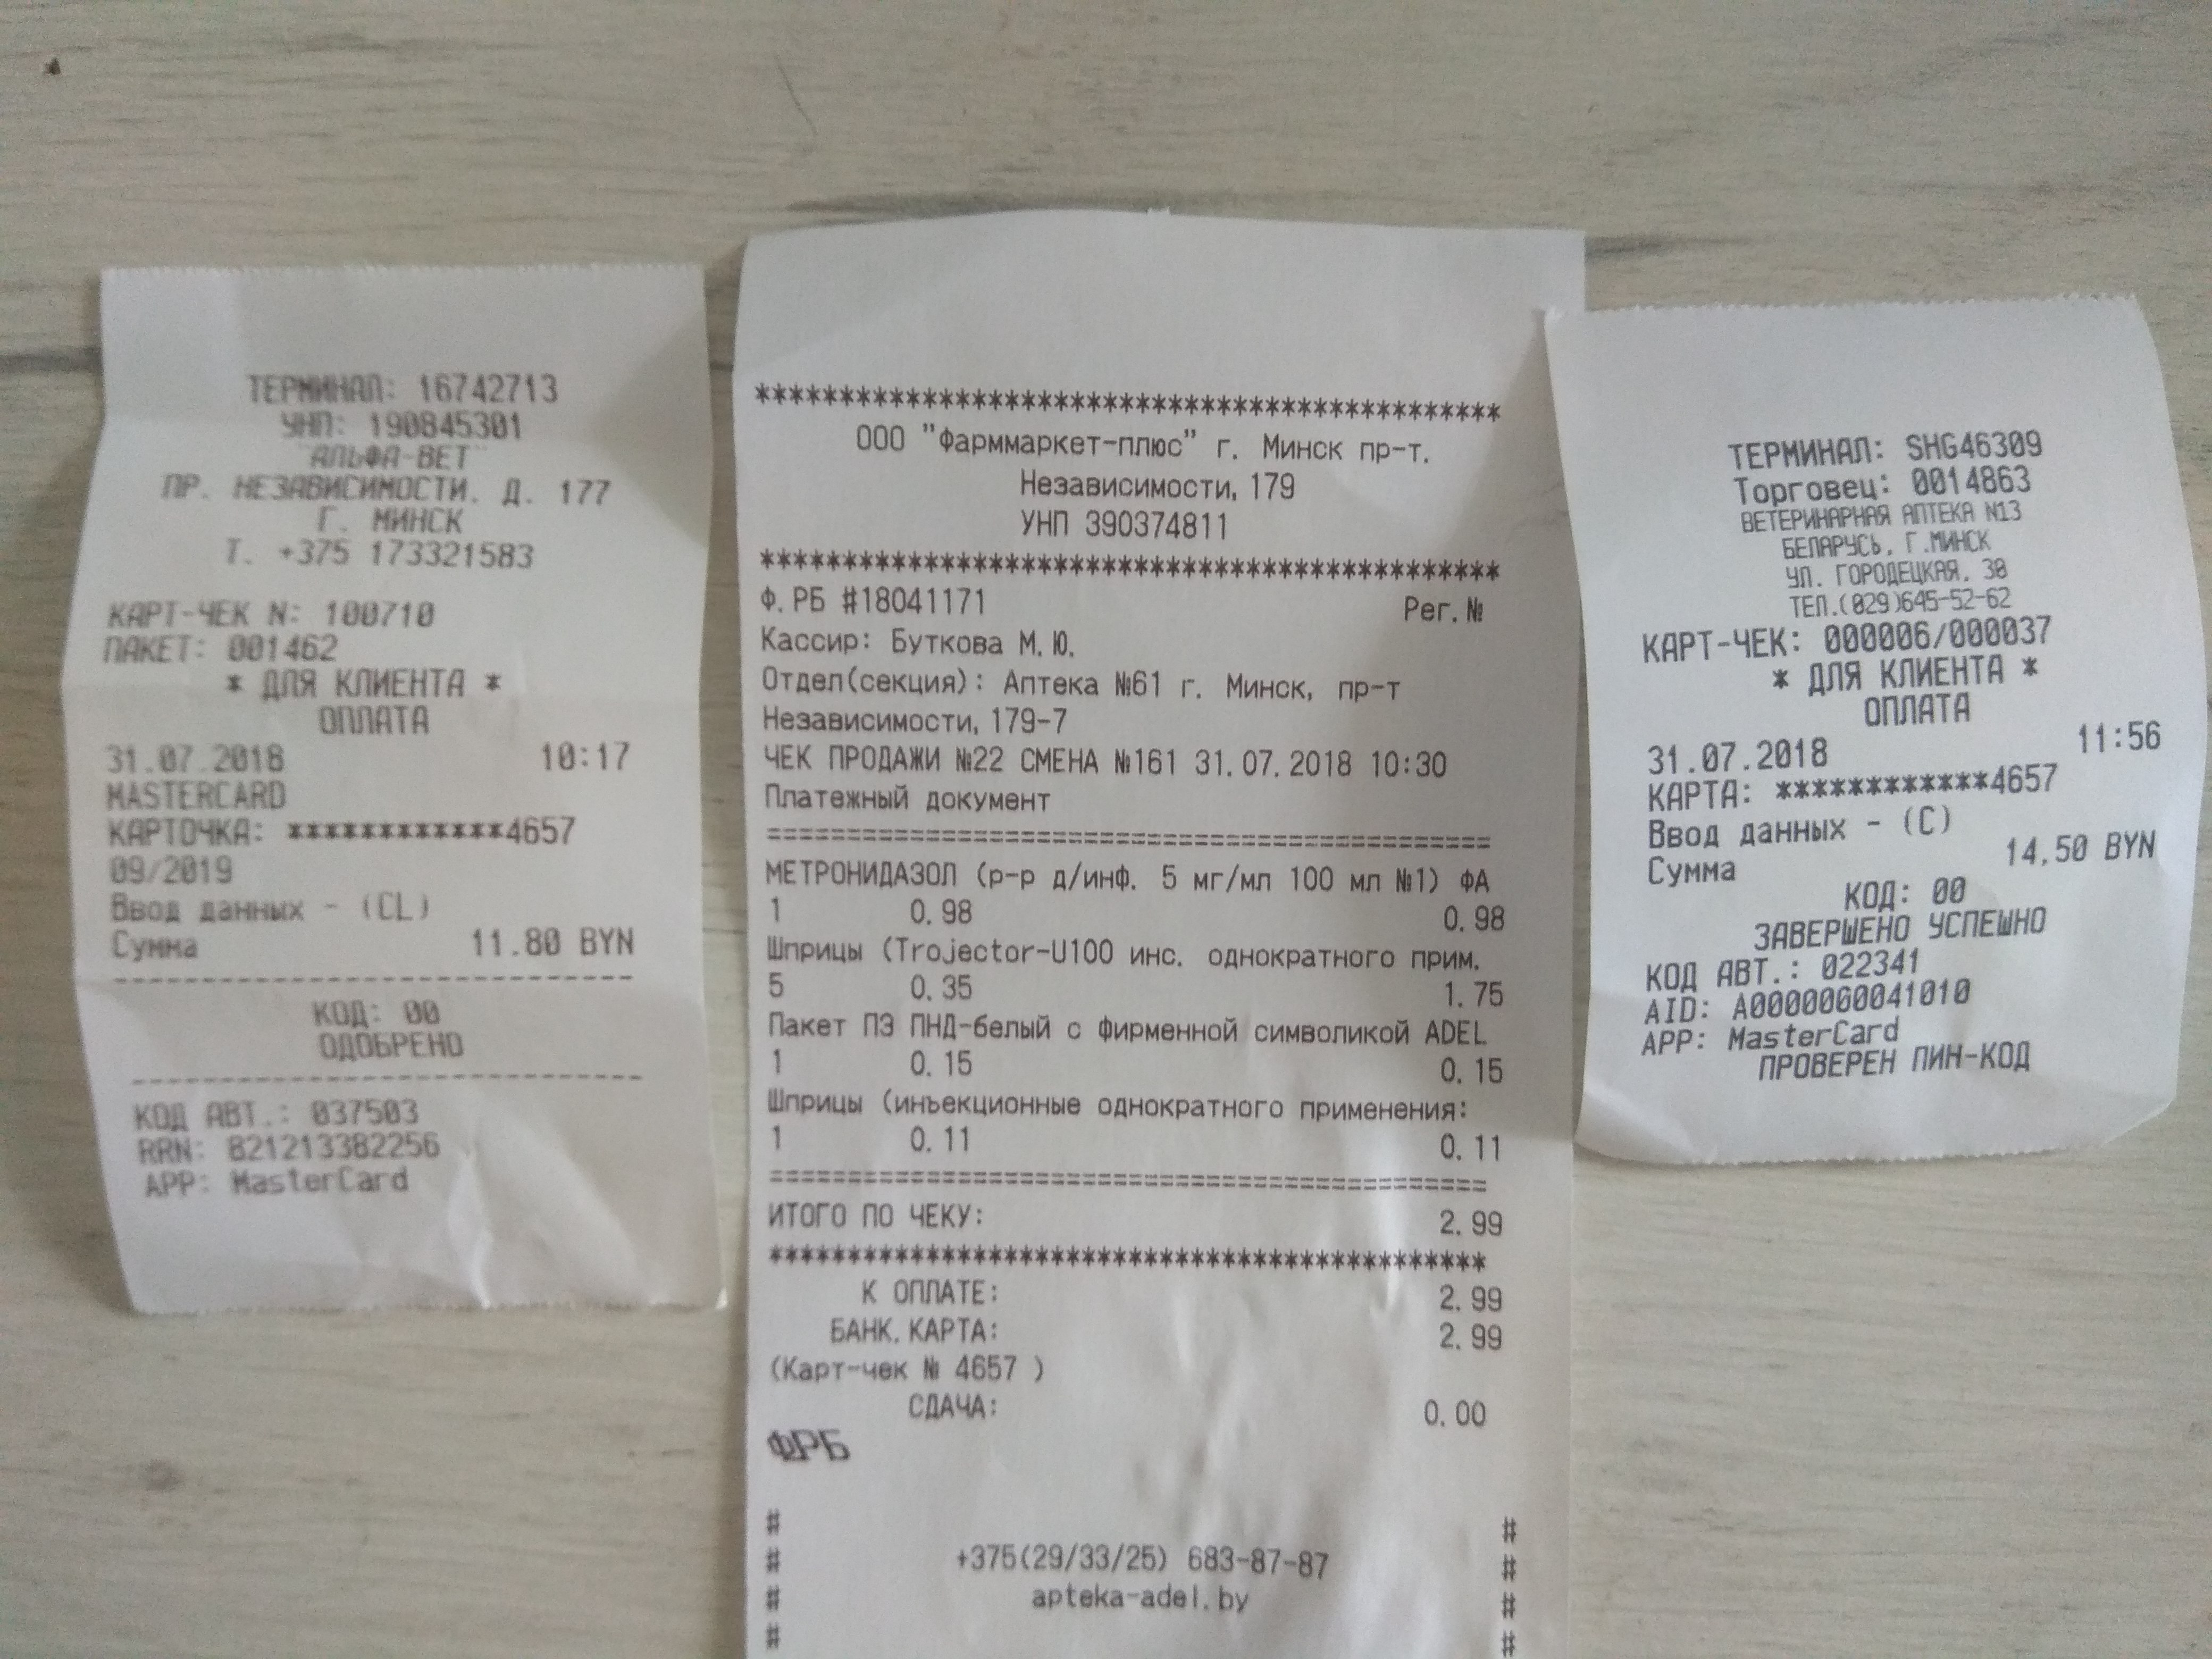 ТЕРМИНАЛ: 16742713
УНП: 190845301
"АЛЬФА-ВЕТ"
ПР. НЕЗАВИСИМОСТИ, Д. 177
Г. МИНСК
Т. +375 173321583
КАРТ-ЧЕК N: 100710
ПАКЕТ: 001462
* ДЛЯ КЛИЕНТА *
ОПЛАТА
31.07.2018 10:17
MASTERCARD
КАРТОЧКА: ************4657
09/2019
Ввод данных - (CL)
Сумма 11.80 BYN
КОД: 00
ОДОБРЕНО
КОД АВТ.: 037503
RRN: 821213382256
APP: MasterCard
********************************************
ООО "Фарммаркет-плюс" г. Минск пр-т.
Независимости, 179
УНП 390374811
********************************************
Ф.РБ #18041171 Рег.№
Кассир: Буткова М.Ю.
Отдел(секция): Аптека №61 г. Минск, пр-т
Независимости, 179-7
ЧЕК ПРОДАЖИ №22 СМЕНА №161 31.07.2018 10:30
Платежный документ
============================================
МЕТРОНИДАЗОЛ (р-р д/инф. 5 мг/мл 100 мл №1) ФА
1 0.98 0.98
Шприцы (Trojector-U100 инс. однократного прим.
5 0.35 1.75
Пакет ПЭ ПНД-белый с фирменной символикой ADEL
1 0.15 0.15
Шприцы (инъекционные однократного применения:
1 0.11 0.11
============================================
ИТОГО ПО ЧЕКУ: 2.99
********************************************
К ОПЛАТЕ: 2.99
БАНК.КАРТА: 2.99
(Карт-чек № 4657 )
СДАЧА: 0.00
ФРБ
# #
# +375(29/33/25) 683-87-87 #
# apteka-adel.by #
# #
ТЕРМИНАЛ: SHG46309
Торговец: 0014863
ВЕТЕРИНАРНАЯ АПТЕКА N13
БЕЛАРУСЬ, Г.МИНСК
УЛ. ГОРОДЕЦКАЯ, 30
ТЕЛ.(029)645-52-62
КАРТ-ЧЕК: 000006/000037
* ДЛЯ КЛИЕНТА *
ОПЛАТА
31.07.2018 11:56
КАРТА: ************4657
Ввод данных - (C)
Сумма 14,50 BYN
КОД: 00
ЗАВЕРШЕНО УСПЕШНО
КОД АВТ.: 022341
AID: A0000060041010
APP: MasterCard
ПРОВЕРЕН ПИН-КОД